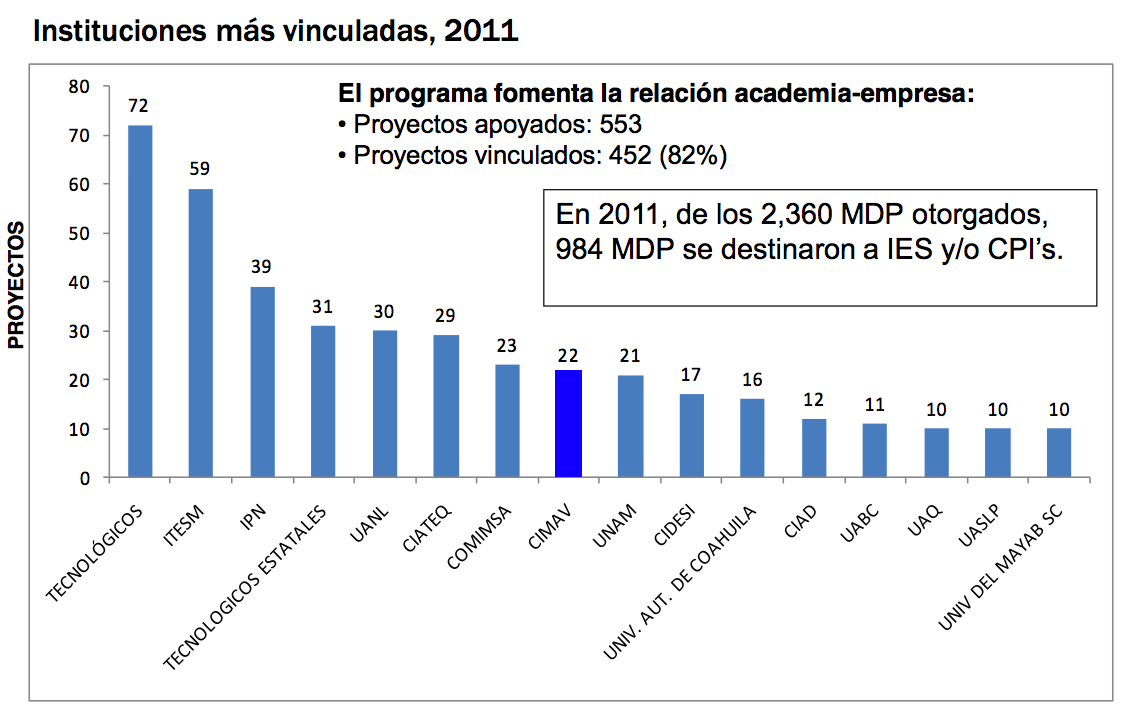 Instituciones más vinculadas, 2011
El programa fomenta la relación academia-empresa:
• Proyectos apoyados: 553
• Proyectos vinculados: 452 (82%)
En 2011, de los 2,360 MDP otorgados,
984 MDP se destinaron a IES y/o CPI's.
PROYECTOS
80
70
60
50
40
30
20
10
0
72
59
39
31
30
29
23
22
21
17
16
12
11
10
10
10
TECNOLÓGICOS
ITESM
IPN
TECNOLOGICOS ESTATALES
UANL
CIATEQ
COMIMSA
CIMAV
UNAM
CIDESI
UNIV. AUT. DE COAHUILA
CIAD
UABC
UAQ
UASLP
UNIV DEL MAYAB SC